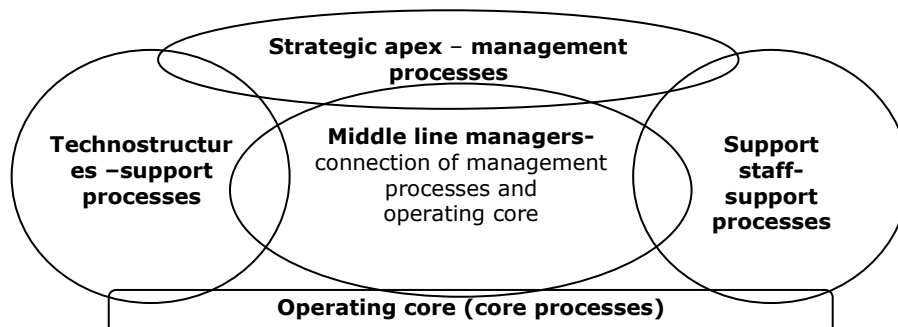 Strategic apex – management
processes
Technostructur
es –support
processes
Middle line managers-
connection of management
processes and
operating core
Support
staff-
support
processes
Operating core (core processes)